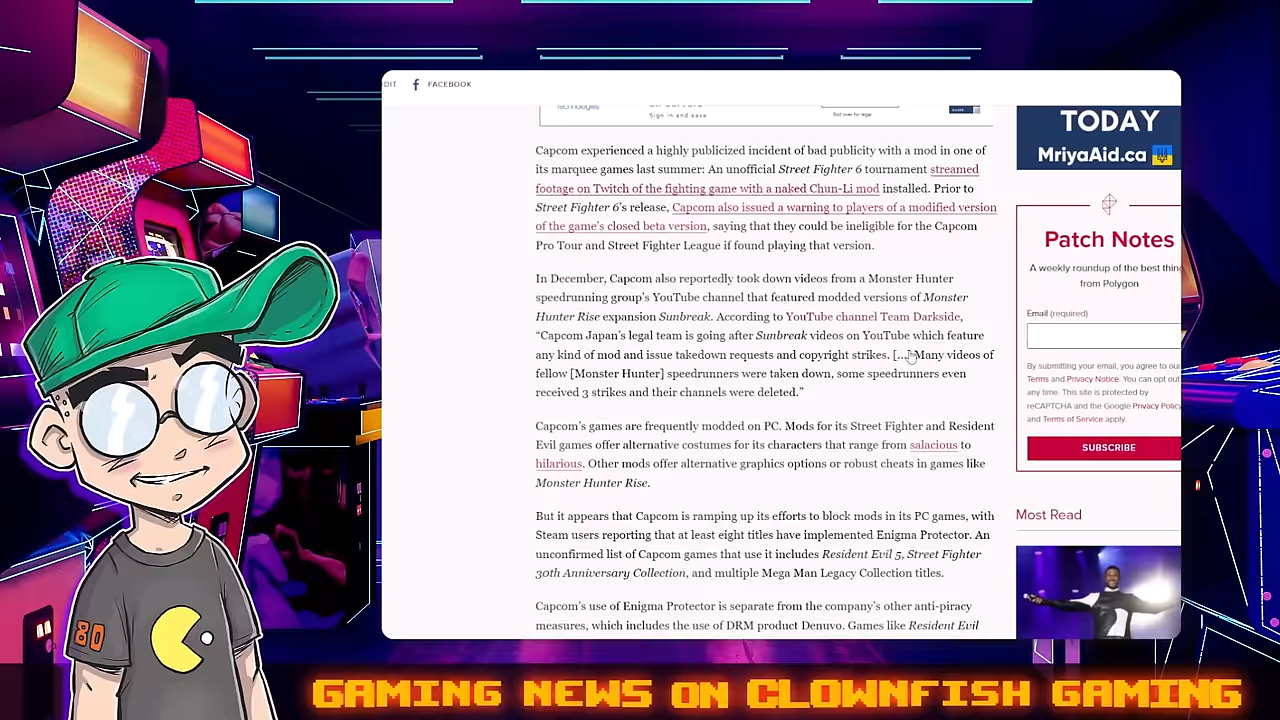 FACEBOOK
Sign in and save
Roll over for legal
TODAY
MriyaAid.ca
Capcom experienced a highly publicized incident of bad publicity with a mod in one of
its marquee games last summer: An unofficial Street Fighter 6 tournament streamed
footage on Twitch of the fighting game with a naked Chun-Li mod installed. Prior to
Street Fighter 6's release, Capcom also issued a warning to players of a modified version
of the game's closed beta version, saying that they could be ineligible for the Capcom
Pro Tour and Street Fighter League if found playing that version.
In December, Capcom also reportedly took down videos from a Monster Hunter
speedrunning group's YouTube channel that featured modded versions of Monster
Hunter Rise expansion Sunbreak. According to YouTube channel Team Darkside,
“Capcom Japan's legal team is going after Sunbreak videos on YouTube which feature
any kind of mod and issue takedown requests and copyright strikes. [...] Many videos of
fellow [Monster Hunter] speedrunners were taken down, some speedrunners even
received 3 strikes and their channels were deleted.”
Capcom's games are frequently modded on PC. Mods for its Street Fighter and Resident
Evil games offer alternative costumes for its characters that range from salacious to
hilarious. Other mods offer alternative graphics options or robust cheats in games like
Monster Hunter Rise.
But it appears that Capcom is ramping up its efforts to block mods in its PC games, with
Steam users reporting that at least eight titles have implemented Enigma Protector. An
unconfirmed list of Capcom games that use it includes Resident Evil 5, Street Fighter
30th Anniversary Collection, and multiple Mega Man Legacy Collection titles.
Capcom's use of Enigma Protector is separate from the company's other anti-piracy
measures, which includes the use of DRM product Denuvo. Games like Resident Evil
Patch Notes
A weekly roundup of the best thing
from Polygon
Email (required)
By submitting your email, you agree to our
Terms and Privacy Notice. You can opt out
any time. This site is protected by
reCAPTCHA and the Google Privacy Policy
and Terms of Service apply.
SUBSCRIBE
Most Read
80
GAMING NEWS ON CLOWNFISH GAMING